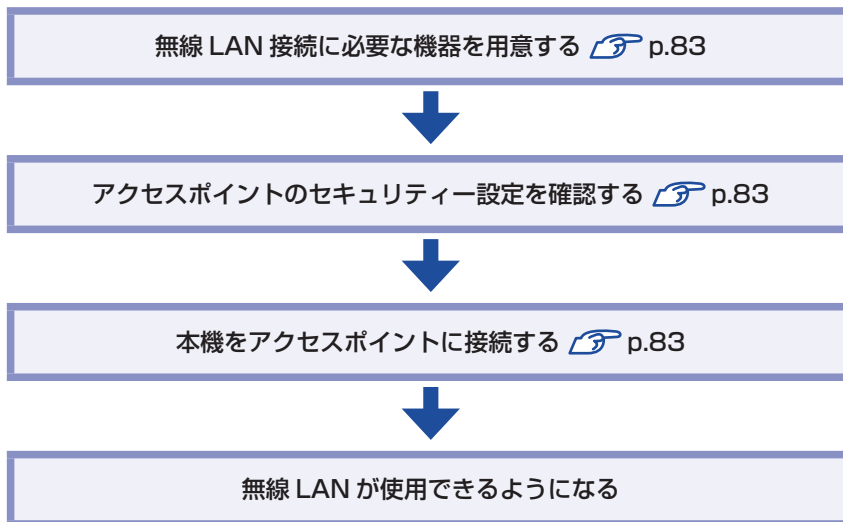 無線 LAN 接続に必要な機器を用意する p.83
アクセスポイントのセキュリティー設定を確認する p.83
本機をアクセスポイントに接続する p.83
無線 LAN が使用できるようになる